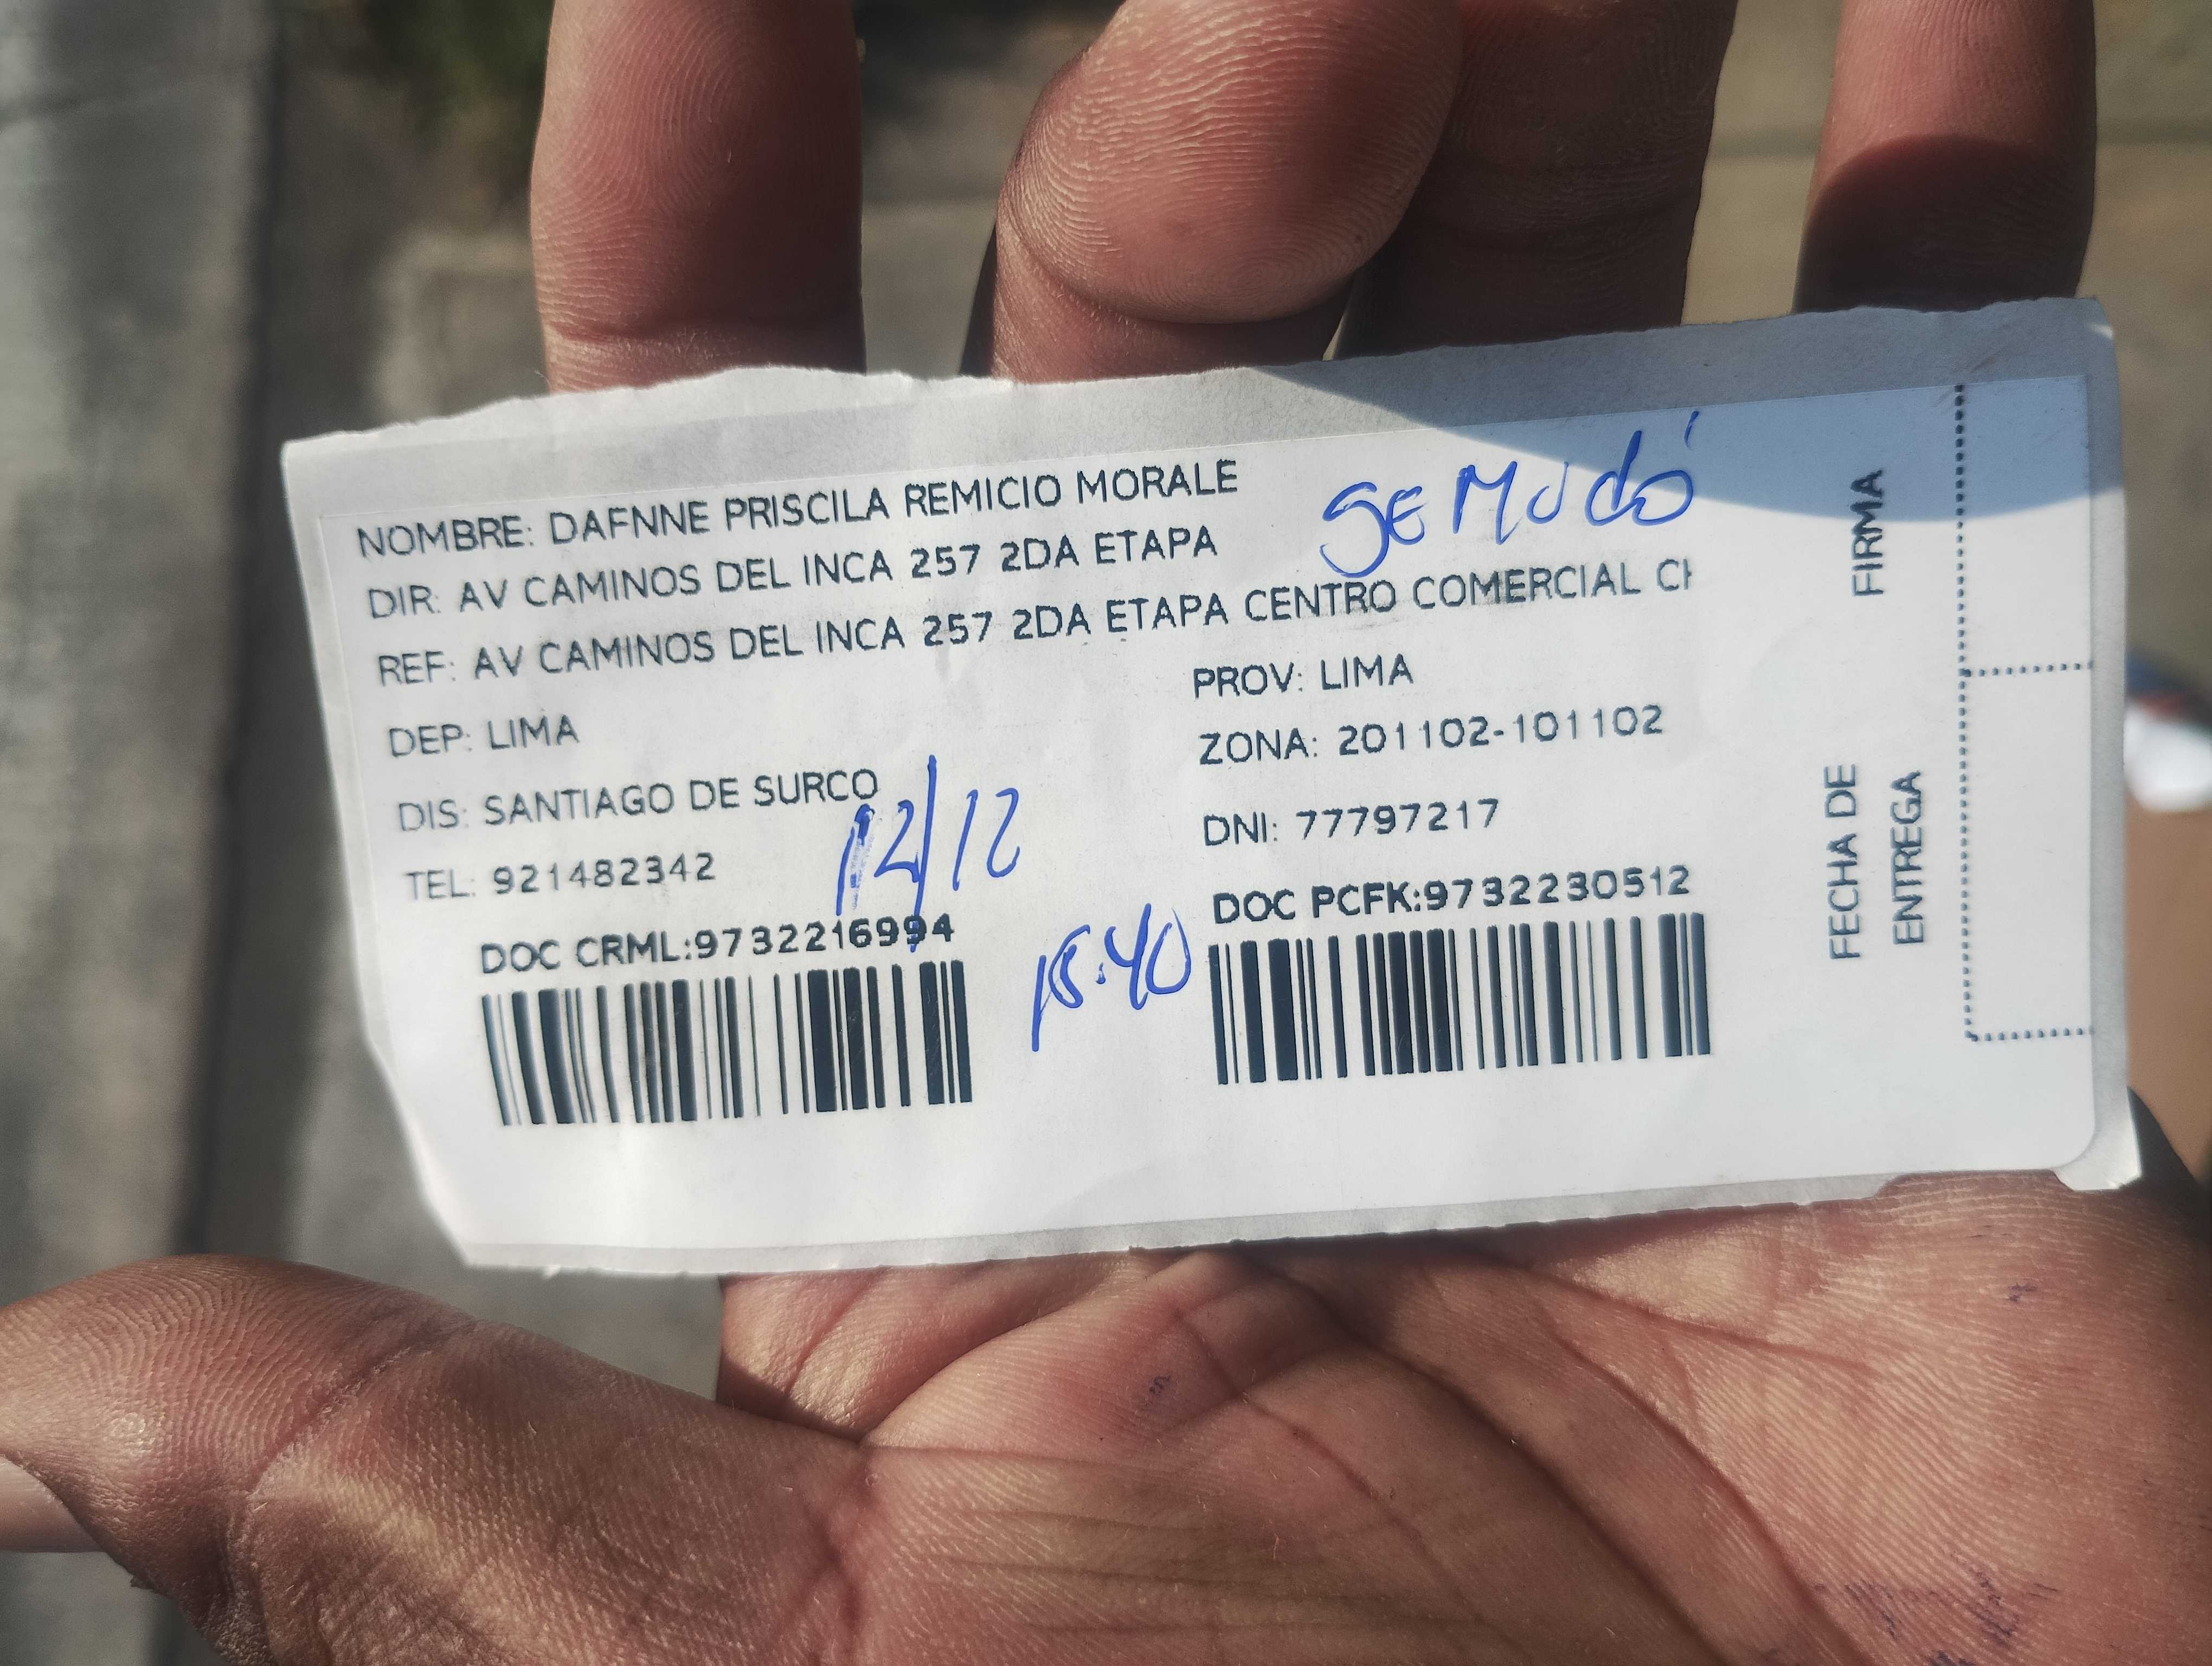 NOMBRE: DAFNNE PRISCILA REMICIO MORALE
SE MUdó
DIR: AV CAMINOS DEL INCA 257 2DA ETAPA
REF: AV CAMINOS DEL INCA 257 2DA ETAPA CENTRO COMERCIAL CH
DEP: LIMA
PROV: LIMA
ZONA: 201102-101102
DIS: SANTIAGO DE SURCO
12/12
TEL: 921482342
DNI: 77797217
DOC CRML:9732216994
DOC PCFK:9732230512
FIRMA
FECHA DE
ENTREGA